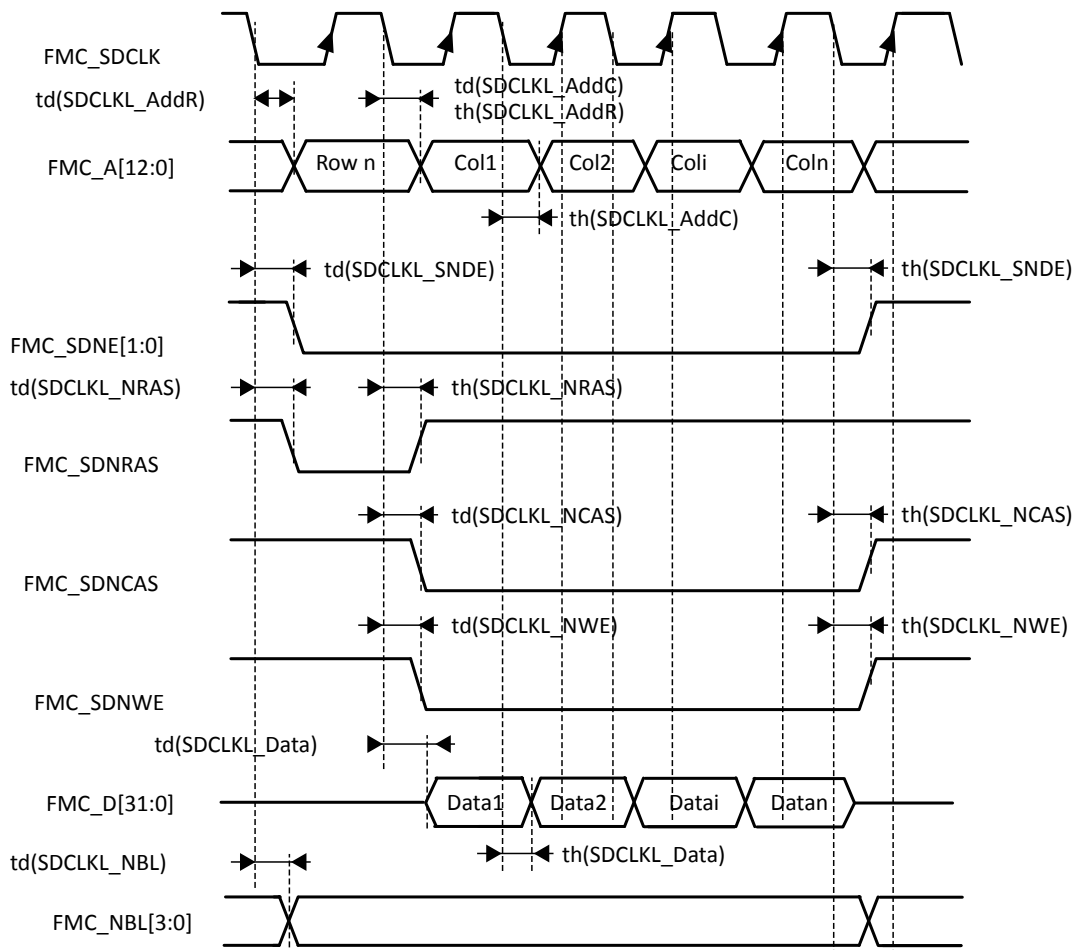 FMC_SDCLK
td(SDCLKL_AddR)
td(SDCLKL_AddC)
th(SDCLKL_AddR)
FMC_A[12:0]
Row n
Col1
Col2
Coli
Coln
th(SDCLKL_AddC)
td(SDCLKL_SNDE)
th(SDCLKL_SNDE)
FMC_SDNE[1:0]
td(SDCLKL_NRAS)
th(SDCLKL_NRAS)
FMC_SDNRAS
td(SDCLKL_NCAS)
th(SDCLKL_NCAS)
FMC_SDNCAS
td(SDCLKL_NWE)
th(SDCLKL_NWE)
FMC_SDNWE
td(SDCLKL_Data)
FMC_D[31:0]
Data1
Data2
Datai
Datan
td(SDCLKL_NBL)
th(SDCLKL_Data)
FMC_NBL[3:0]